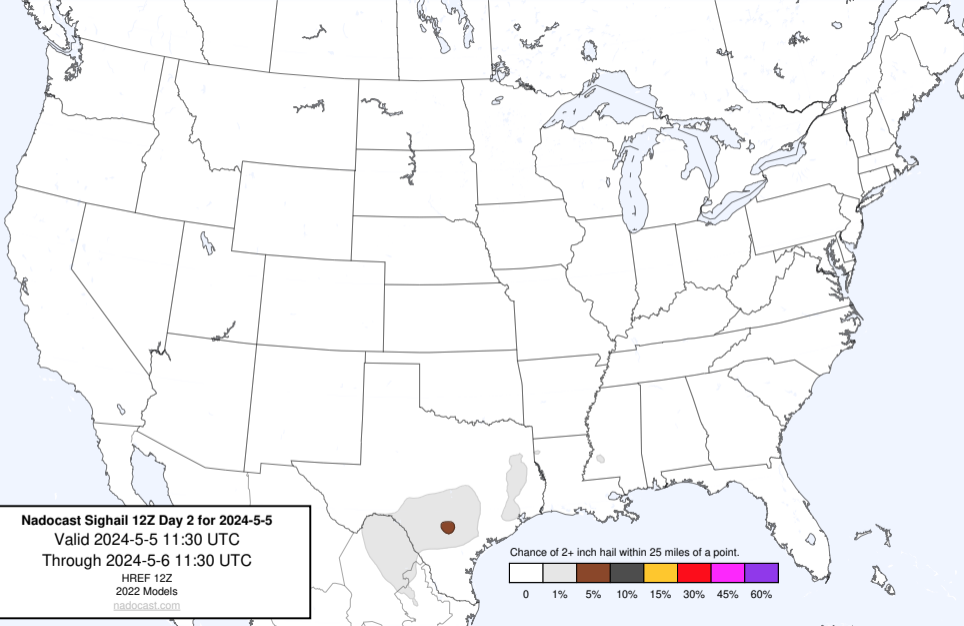 Nadocast Sighail 12Z Day 2 for 2024-5-5
Valid 2024-5-5 11:30 UTC
Through 2024-5-6 11:30 UTC
HREF 12Z
2022 Models
nadocast.com
Chance of 2+ inch hail within 25 miles of a point.
0 1% 5% 10% 15% 30% 45% 60%